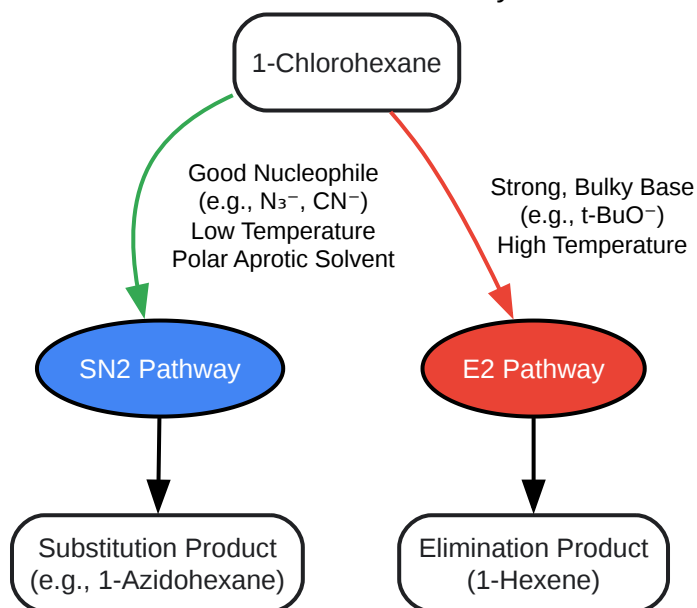 1-Chlorohexane
Good Nucleophile
(e.g., N₃⁻, CN⁻)
Low Temperature
Polar Aprotic Solvent
Strong, Bulky Base
(e.g., t-BuO⁻)
High Temperature
SN2 Pathway
E2 Pathway
Substitution Product
(e.g., 1-Azidohexane)
Elimination Product
(1-Hexene)